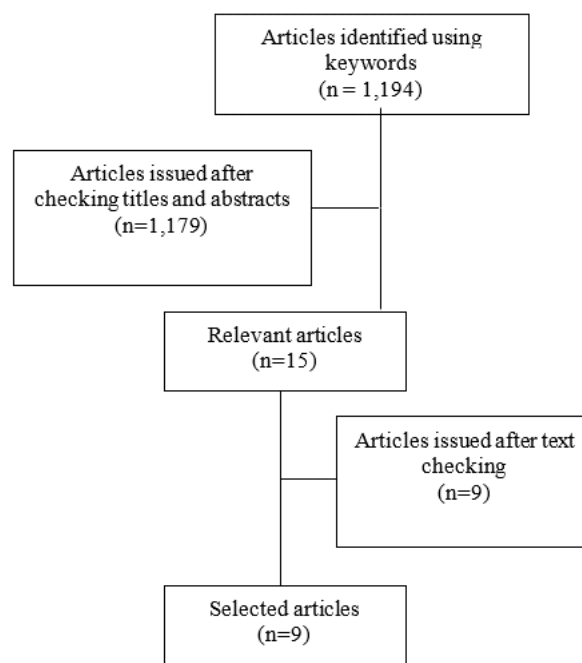 Articles identified using
keywords
(n = 1,194)
Articles issued after
checking titles and abstracts
(n=1,179)
Relevant articles
(n=15)
Articles issued after text
checking
(n=9)
Selected articles
(n=9)